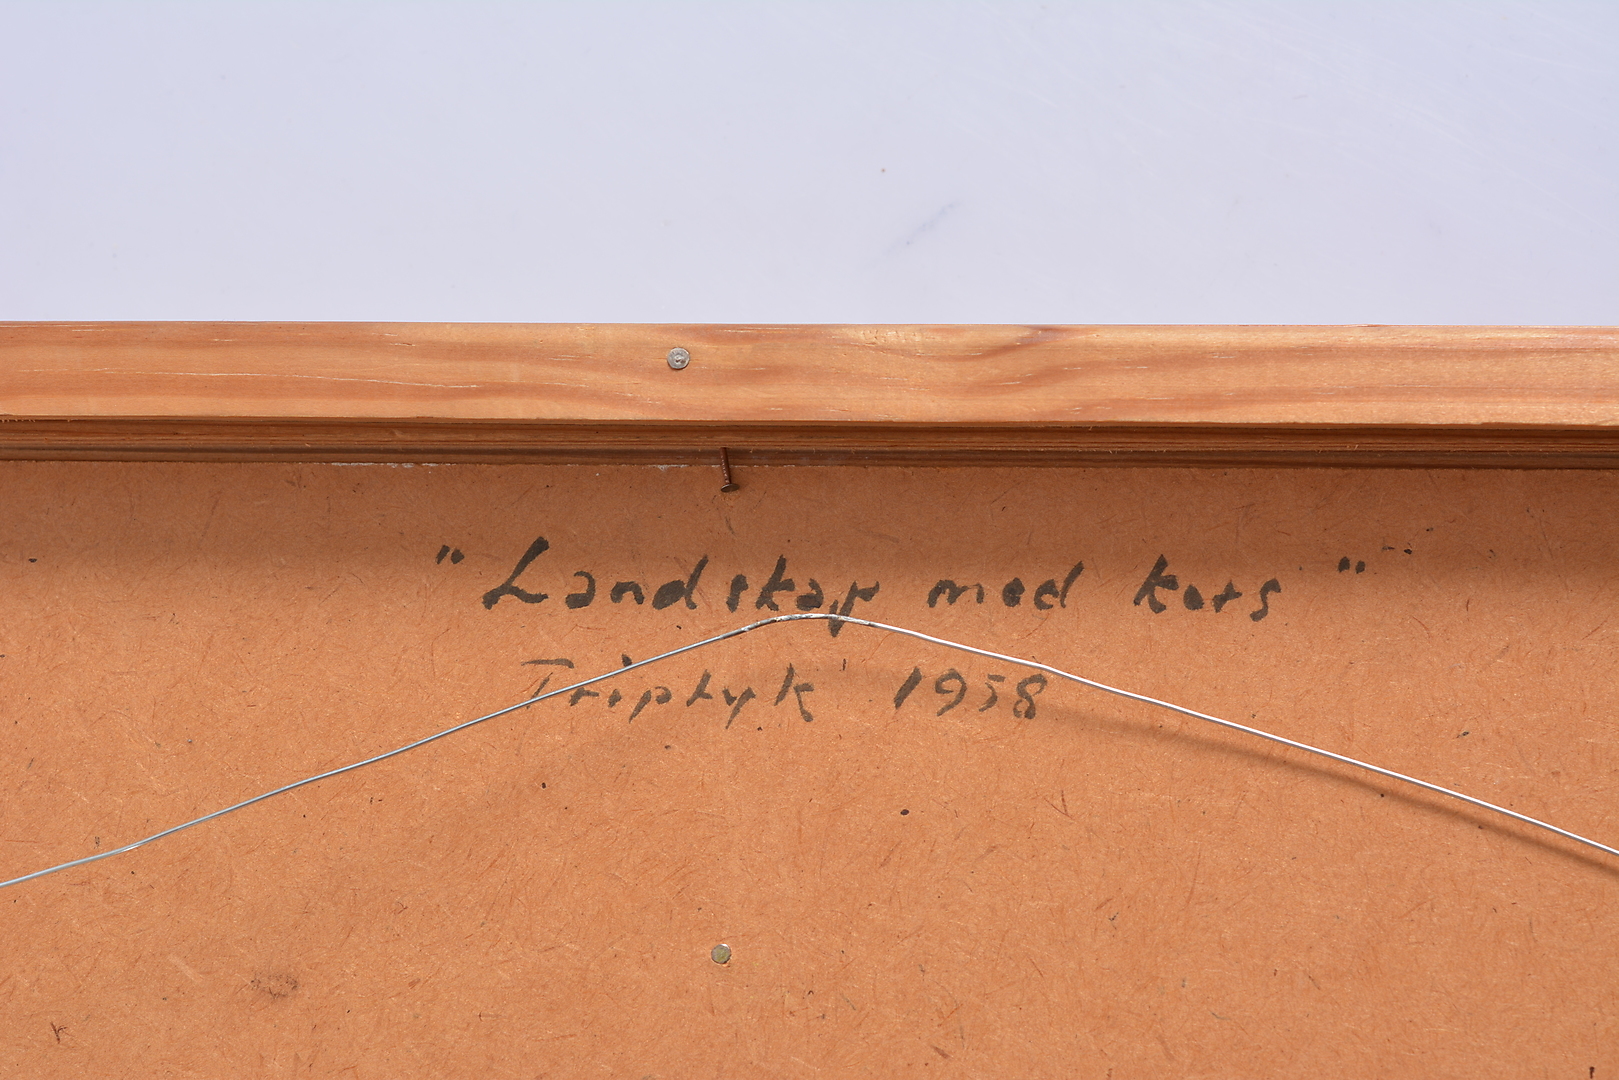 "Landskap med kors"
Triptyk 1958